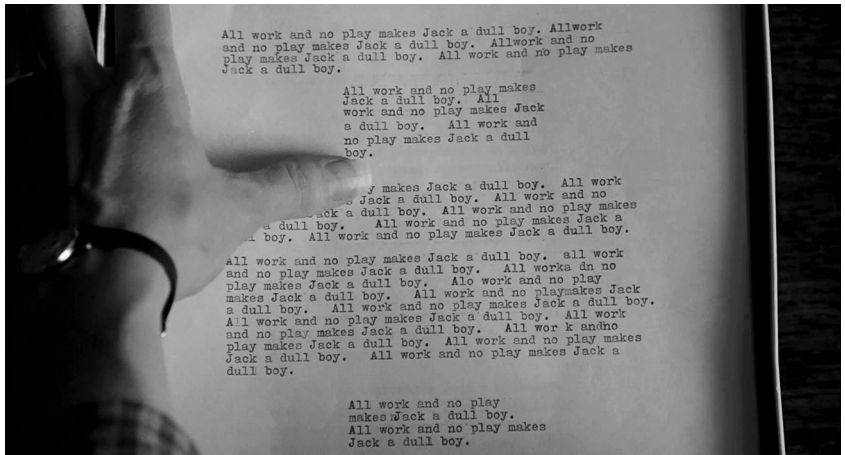 All work and no play makes Jack a dull boy. Allwork
and no play makes Jack a dull boy.  Allwork and no
play makes Jack a dull boy.  All work and no play makes
Jack a dull boy.
All work and no play makes
Jack a dull boy.  All
work and no play makes Jack
a dull boy.   All work and
no play makes Jack a dull
boy.
makes Jack a dull boy.  All work
Jack a dull boy.  All work and no
a dull boy.  All work and no play makes
a dull boy.    All work and no play makes Jack a
boy.  All work and no play makes Jack a dull boy.
All work and no play makes Jack a dull boy.  all work
and no play makes Jack a dull boy.   All worka dn no
play makes Jack a dull boy.   Alo work and no play
makes Jack a dull boy.   All work and no playmakes Jack
a dull boy.   All work and no play makes Jack a dull boy.
All work and no play makes Jack a dull boy.  All work
and no play makes Jack a dull boy.   All wor k andno
play makes Jack a dull boy.  All work and no play makes
Jack a dull boy.   All work and no play makes Jack a
dull boy.
All work and no play
makes Jack a dull boy.
All work and no play makes
Jack a dull boy.